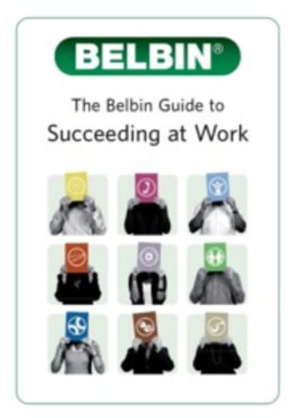 BELBIN®
The Belbin Guide to
Succeeding at Work